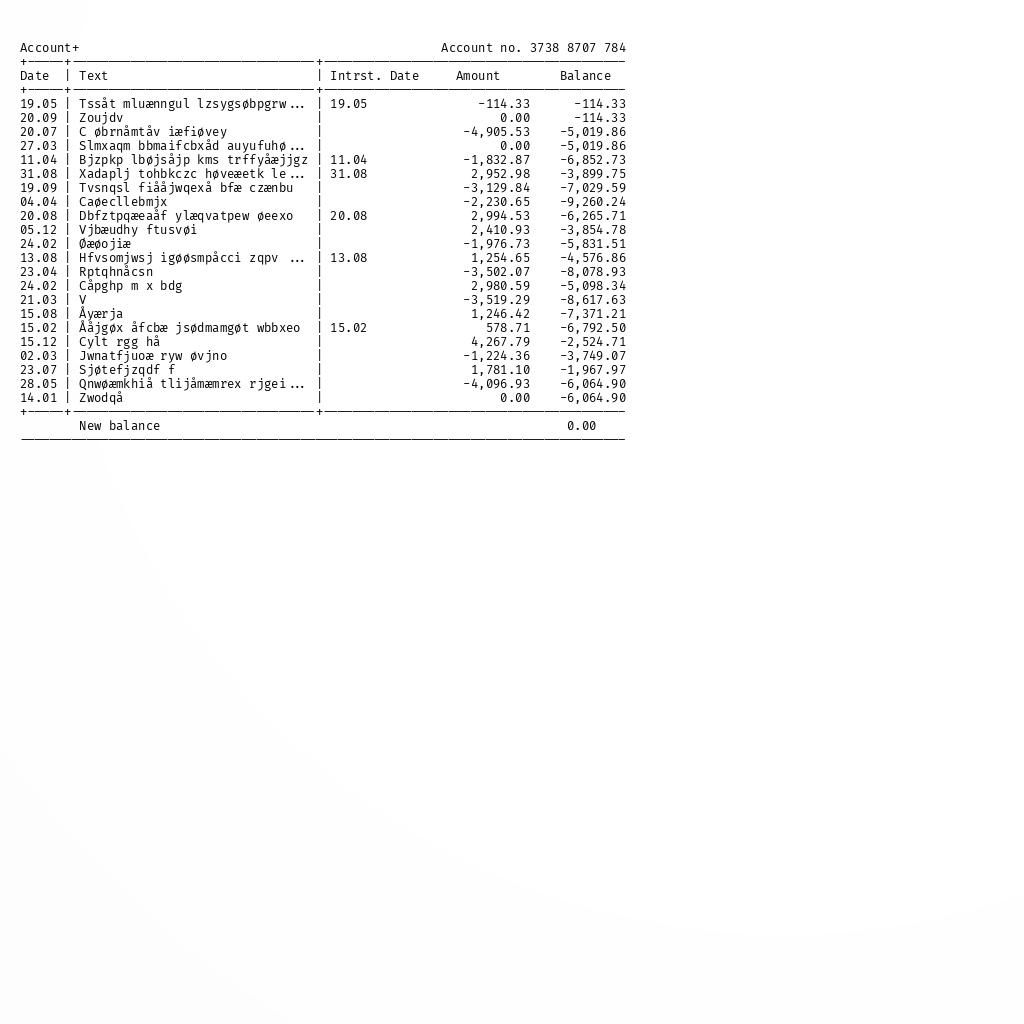 Account+ Account no. 3738 8707 784
Date | Text | Intrst. Date Amount Balance
19.05 | Tssåt mluænngul lzsygsøbpgrw... | 19.05 -114.33 -114.33
20.09 | Zoujdv | 0.00 -114.33
20.07 | C øbrnåmtåv iæfiøvey | -4,905.53 -5,019.86
27.03 | Slmxaqm bbmaifcbxåd auyufuhø... | 0.00 -5,019.86
11.04 | Bjzpkp lbøjsåjp kms trffyåæjjgz | 11.04 -1,832.87 -6,852.73
31.08 | Xadaplj tohbkczc høveæetk le... | 31.08 2,952.98 -3,899.75
19.09 | Tvsnqsl fiååjwqexå bfæ czænbu | -3,129.84 -7,029.59
04.04 | Caøecllebmjx | -2,230.65 -9,260.24
20.08 | Dbfztpqæeaåf ylæqvatpew øeexo | 20.08 2,994.53 -6,265.71
05.12 | Vjbæudhy ftusvøi | 2,410.93 -3,854.78
24.02 | Øæøojiæ | -1,976.73 -5,831.51
13.08 | Hfvsomjwsj igøøsmpåcci zqpv ... | 13.08 1,254.65 -4,576.86
23.04 | Rptqhnåcsn | -3,502.07 -8,078.93
24.02 | Cåpghp m x bdg | 2,980.59 -5,098.34
21.03 | V | -3,519.29 -8,617.63
15.08 | Åyærja | 1,246.42 -7,371.21
15.02 | Ååjgøx åfcbæ jsødmamgøt wbbxeo | 15.02 578.71 -6,792.50
15.12 | Cylt rgg hå | 4,267.79 -2,524.71
02.03 | Jwnatfjuoæ ryw øvjno | -1,224.36 -3,749.07
23.07 | Sjøtefjzqdf f | 1,781.10 -1,967.97
28.05 | Qnwøæmkhiå tlijåmæmrex rjgei... | -4,096.93 -6,064.90
14.01 | Zwodqå | 0.00 -6,064.90
New balance 0.00